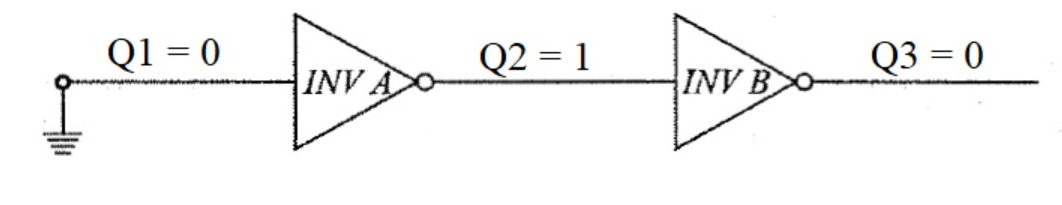 Q1 = 0
INV A
Q2 = 1
INV B
Q3 = 0